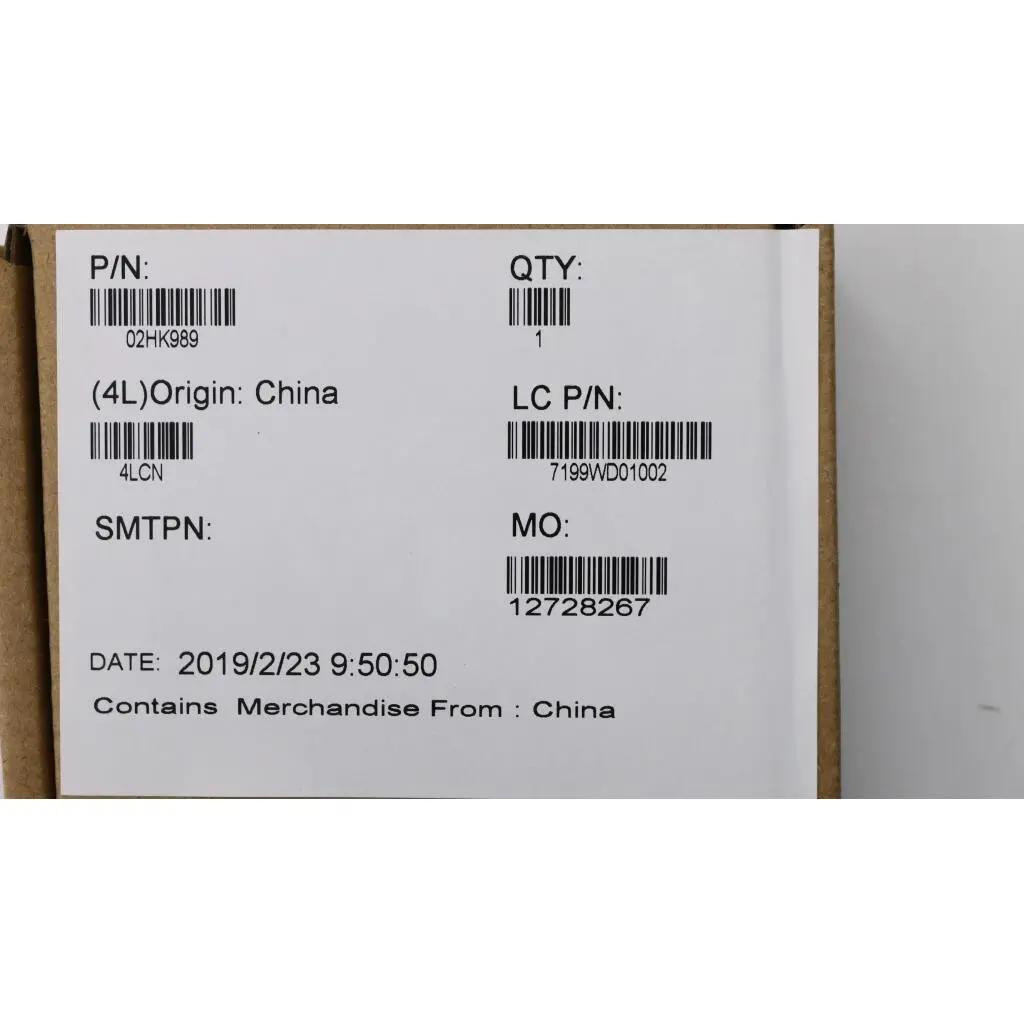 P/N:
QTY:
02HK989
1
(4L)Origin: China
LC P/N:
4LCN
7199WD01002
SMTPN:
MO:
12728267
DATE: 2019/2/23 9:50:50
Contains Merchandise From : China